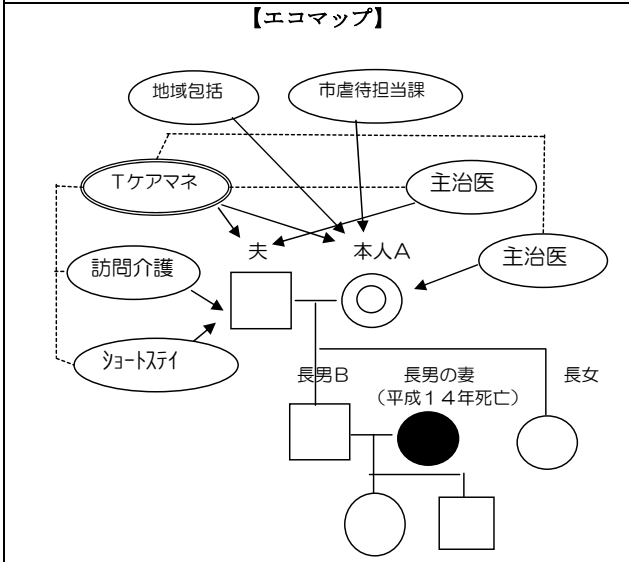 【エコマップ】
地域包括
市虐待担当課
Tケアマネ
主治医
夫
本人A
訪問介護
主治医
ｼｮｰﾄｽﾃｲ
長男B
長男の妻
長女
（平成１４年死亡）